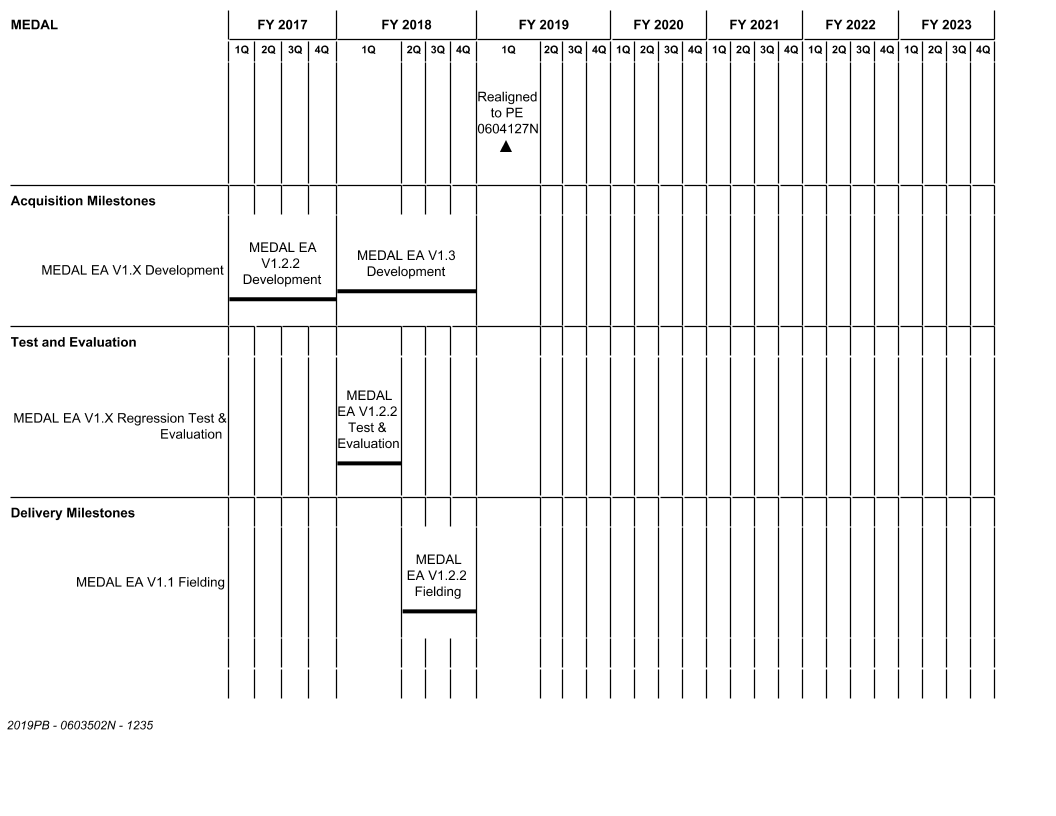 MEDAL FY 2017 FY 2018 FY 2019 FY 2020 FY 2021 FY 2022 FY 2023
1Q 2Q 3Q 4Q 1Q 2Q 3Q 4Q 1Q 2Q 3Q 4Q 1Q 2Q 3Q 4Q 1Q 2Q 3Q 4Q 1Q 2Q 3Q 4Q 1Q 2Q 3Q 4Q
Realigned
to PE
0604127N
Acquisition Milestones
MEDAL EA V1.X Development
MEDAL EA
V1.2.2
Development
MEDAL EA V1.3
Development
Test and Evaluation
MEDAL EA V1.X Regression Test &
Evaluation
MEDAL
EA V1.2.2
Test &
Evaluation
Delivery Milestones
MEDAL EA V1.1 Fielding
MEDAL
EA V1.2.2
Fielding
2019PB - 0603502N - 1235